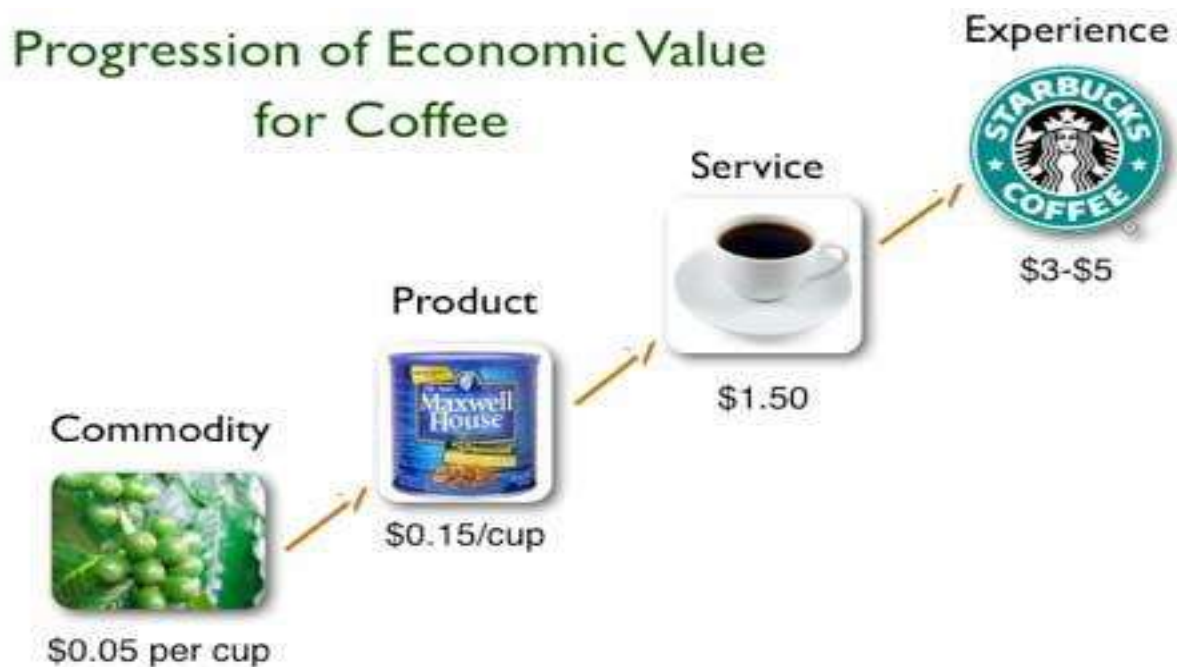 Progression of Economic Value
for Coffee
Experience
STARBUCKS
COFFEE
$3-$5
Service
$1.50
Product
Maxwell
House
$0.15/cup
Commodity
$0.05 per cup